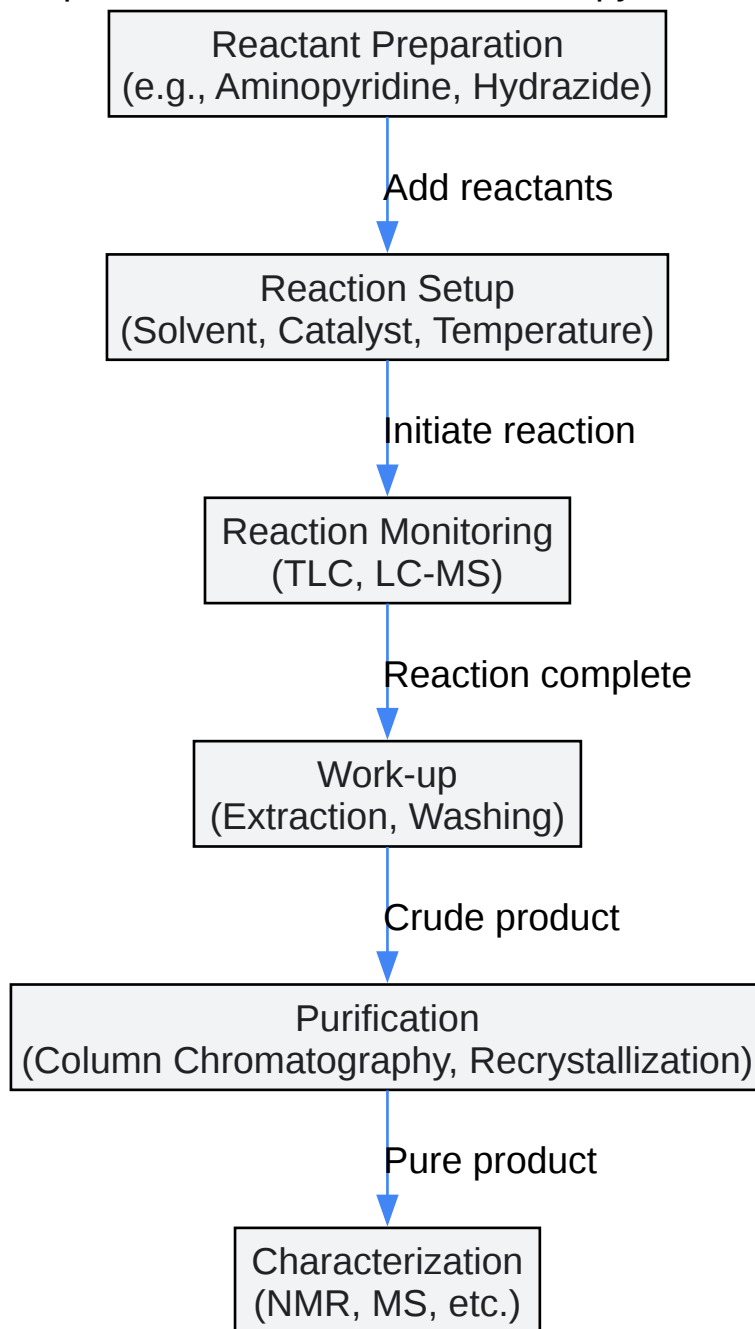 Reactant Preparation
(e.g., Aminopyridine, Hydrazide)
Add reactants
Reaction Setup
(Solvent, Catalyst, Temperature)
Initiate reaction
Reaction Monitoring
(TLC, LC-MS)
Reaction complete
Work-up
(Extraction, Washing)
Crude product
Purification
(Column Chromatography, Recrystallization)
Pure product
Characterization
(NMR, MS, etc.)